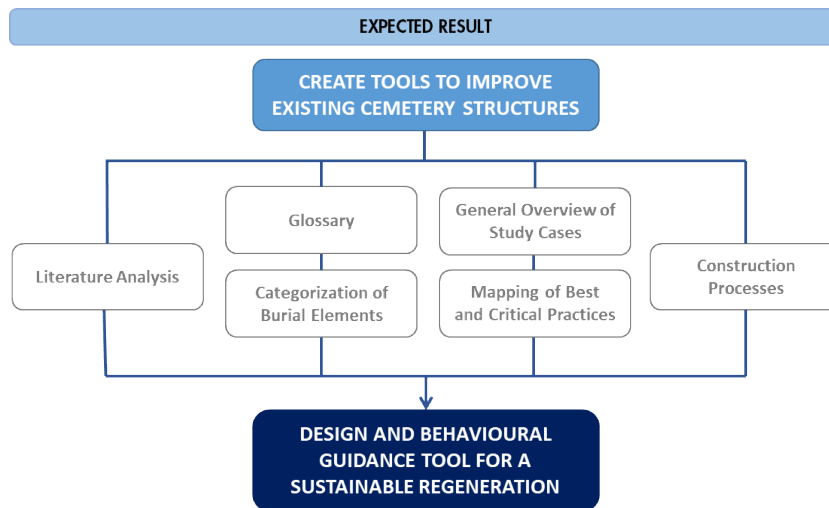 EXPECTED RESULT
CREATE TOOLS TO IMPROVE
EXISTING CEMETERY STRUCTURES
Literature Analysis
Glossary
Categorization of
Burial Elements
General Overview of
Study Cases
Mapping of Best
and Critical Practices
Construction
Processes
DESIGN AND BEHAVIOURAL
GUIDANCE TOOL FOR A
SUSTAINABLE REGENERATION